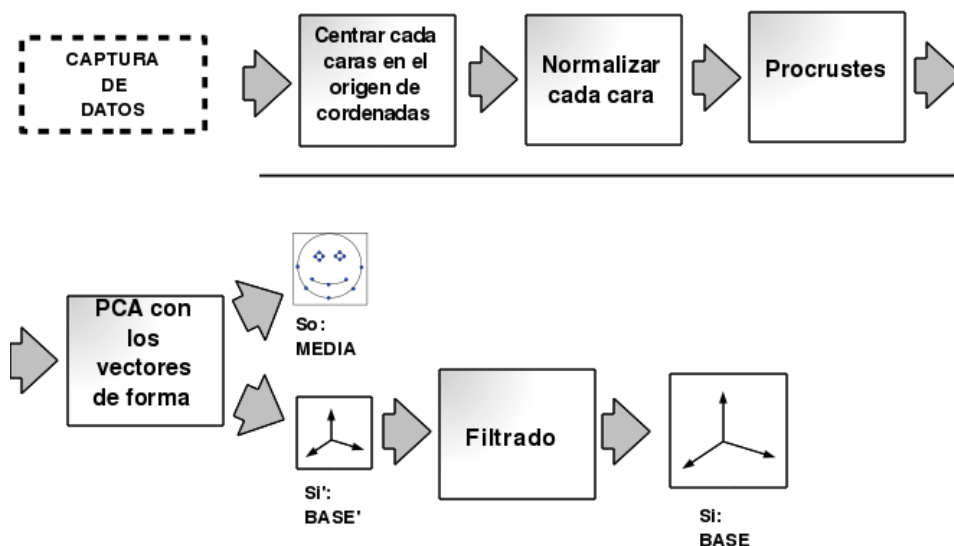 CAPTURA
DE
DATOS
Centrar cada
caras en el
origen de
cordenadas
Normalizar
cada cara
Procrustes
PCA con
los
vectores
de forma
So:
MEDIA
Si':
BASE'
Filtrado
Si:
BASE